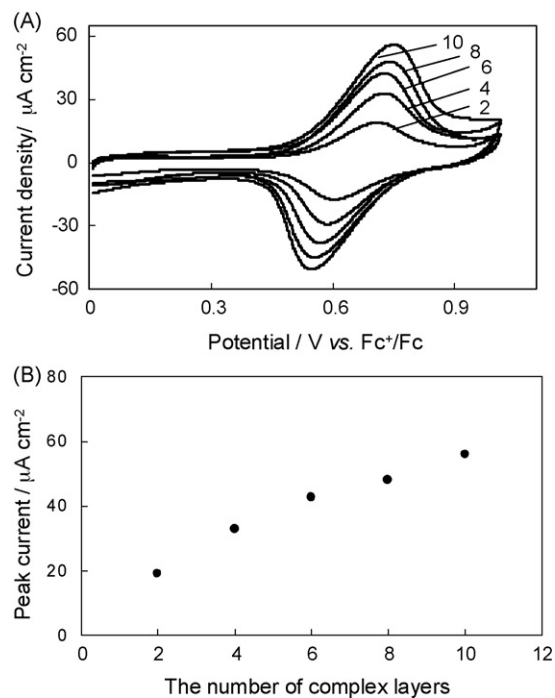 (A)
60
30
0
-30
-60
Current density/ μA cm⁻²
10
8
6
4
2
0
0.3
0.6
0.9
Potential / V vs. Fc⁺/Fc
(B)
80
60
40
20
0
Peak current / μA cm⁻²
0 2 4 6 8 10 12
The number of complex layers